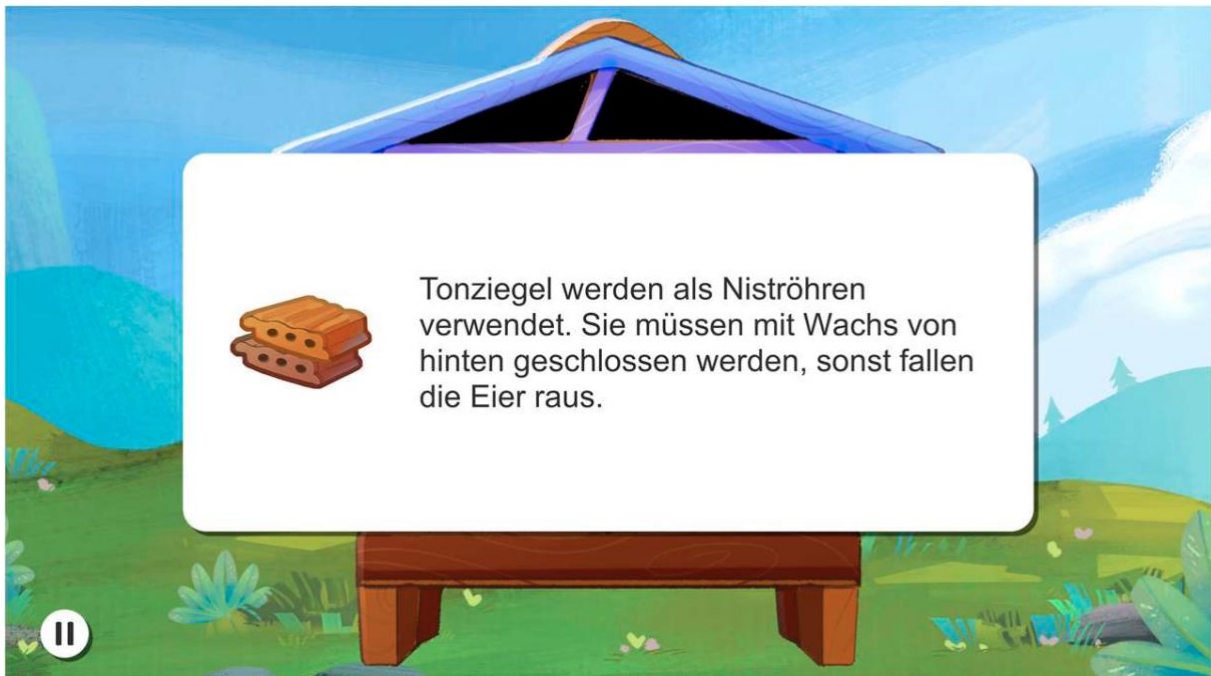 Tonziegel werden als Niströhren
verwendet. Sie müssen mit Wachs von
hinten geschlossen werden, sonst fallen
die Eier raus.